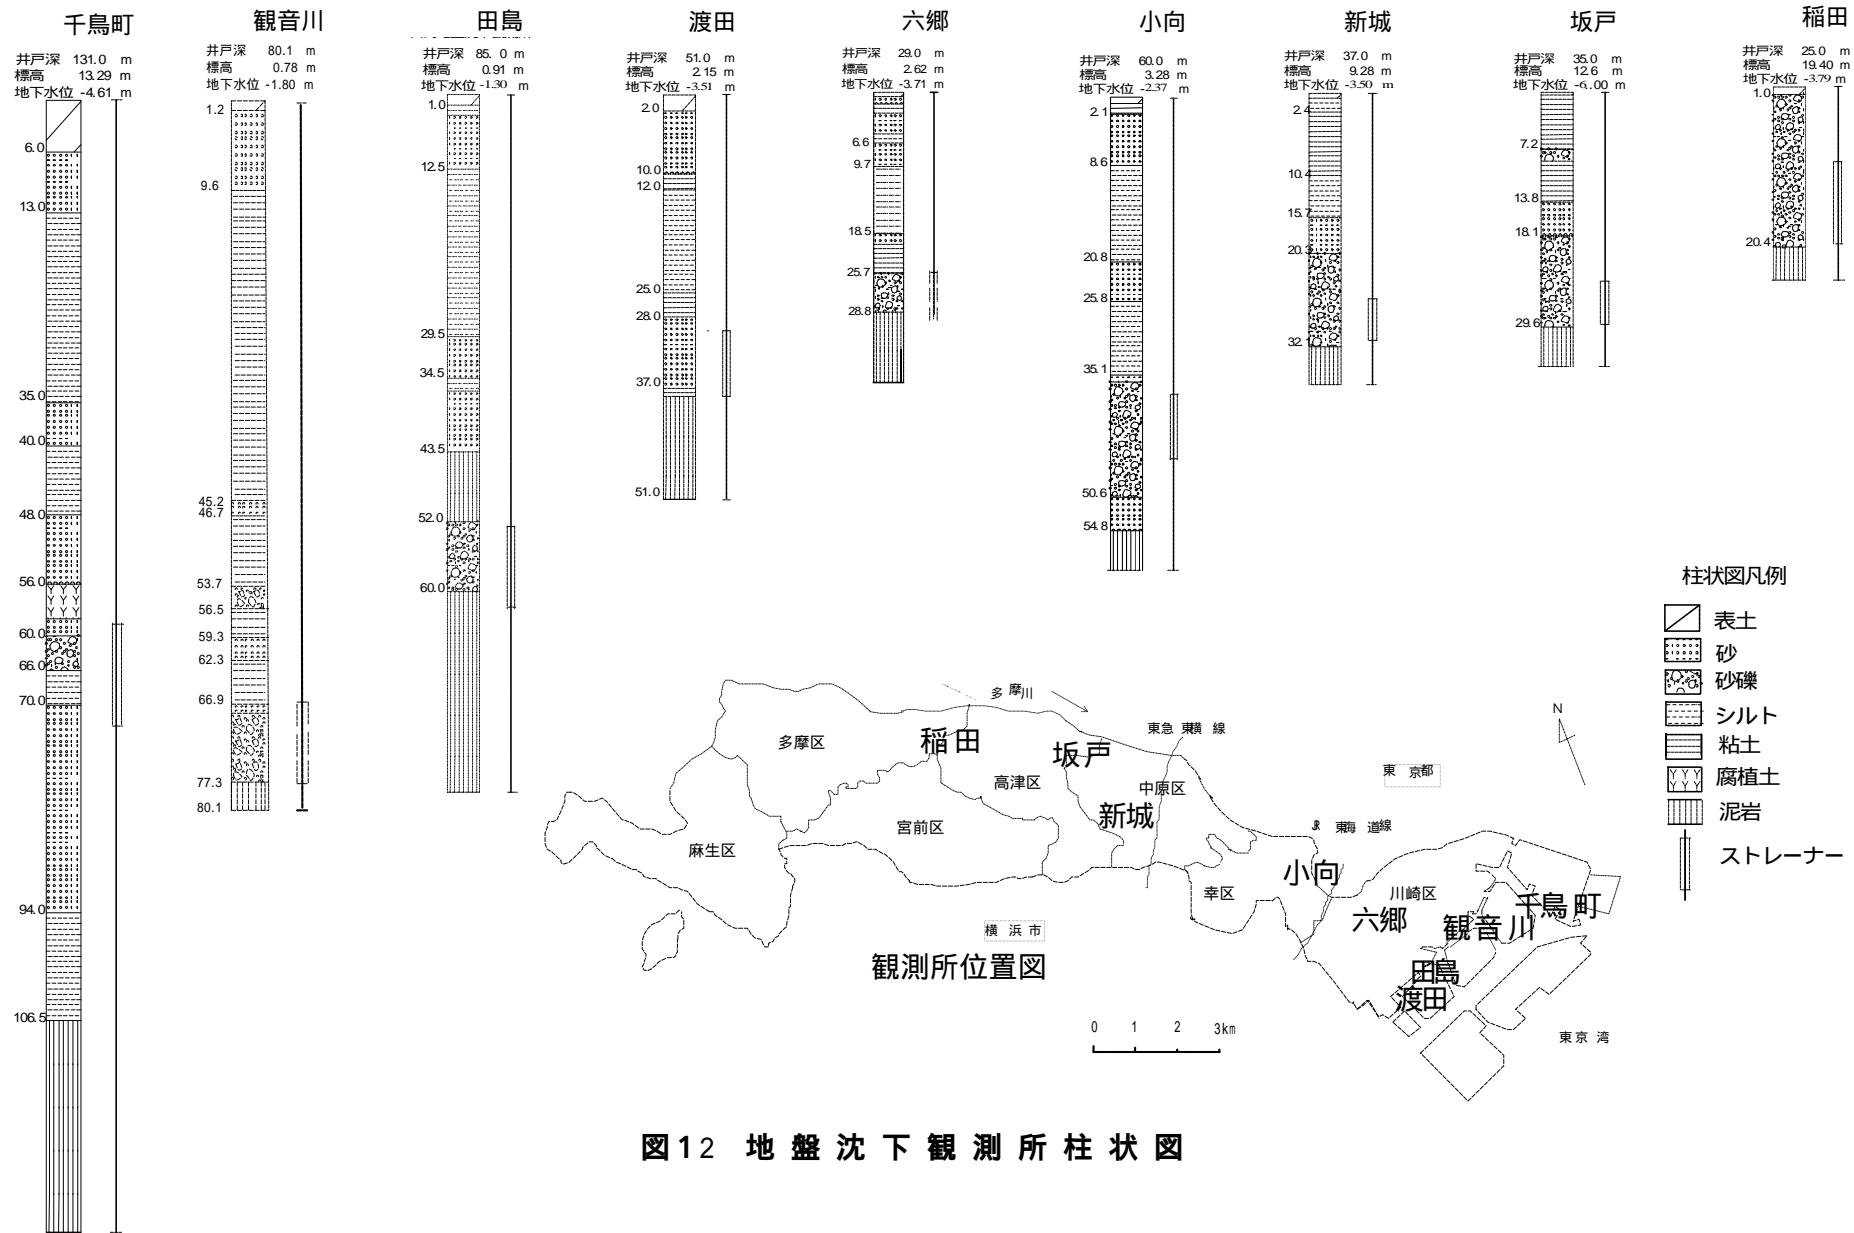 千鳥町
井戸深 131.0 m
標高 13.29 m
地下水位 -4.61 m
6.0
13.0
35.0
40.0
48.0
56.0
60.0
66.0
70.0
94.0
106.5
観音川
井戸深 80.1 m
標高 0.78 m
地下水位 -1.80 m
1.2
9.6
45.2
46.7
53.7
56.5
59.3
62.3
66.9
77.3
80.1
田島
井戸深 85.0 m
標高 0.91 m
地下水位 -1.30 m
1.0
12.5
29.5
34.5
43.5
52.0
60.0
渡田
井戸深 51.0 m
標高 2.15 m
地下水位 -3.51 m
2.0
10.0
12.0
25.0
28.0
37.0
51.0
六郷
井戸深 29.0 m
標高 2.62 m
地下水位 -3.71 m
6.6
9.7
18.5
25.7
28.8
小向
井戸深 60.0 m
標高 3.28 m
地下水位 -2.37 m
2.1
8.6
20.8
25.8
35.1
50.6
54.8
新城
井戸深 37.0 m
標高 9.28 m
地下水位 -3.50 m
2.4
10.4
15.7
20.3
32.1
坂戸
井戸深 35.0 m
標高 12.6 m
地下水位 -6.00 m
7.2
13.8
18.1
29.6
稲田
井戸深 25.0 m
標高 19.40 m
地下水位 -3.79 m
1.0
20.4
柱状図凡例
表土
砂
砂礫
シルト
粘土
腐植土
泥岩
ストレーナー
多摩川
東急東横線
N
東京都
多摩区
稲田
坂戸
高津区
中原区
新城
宮前区
麻生区
JR東海道線
小向
幸区
川崎区
千鳥町
六郷
観音川
横浜市
観測所位置図
田島
渡田
0 1 2 3km
東京湾
図12 地盤沈下観測所柱状図